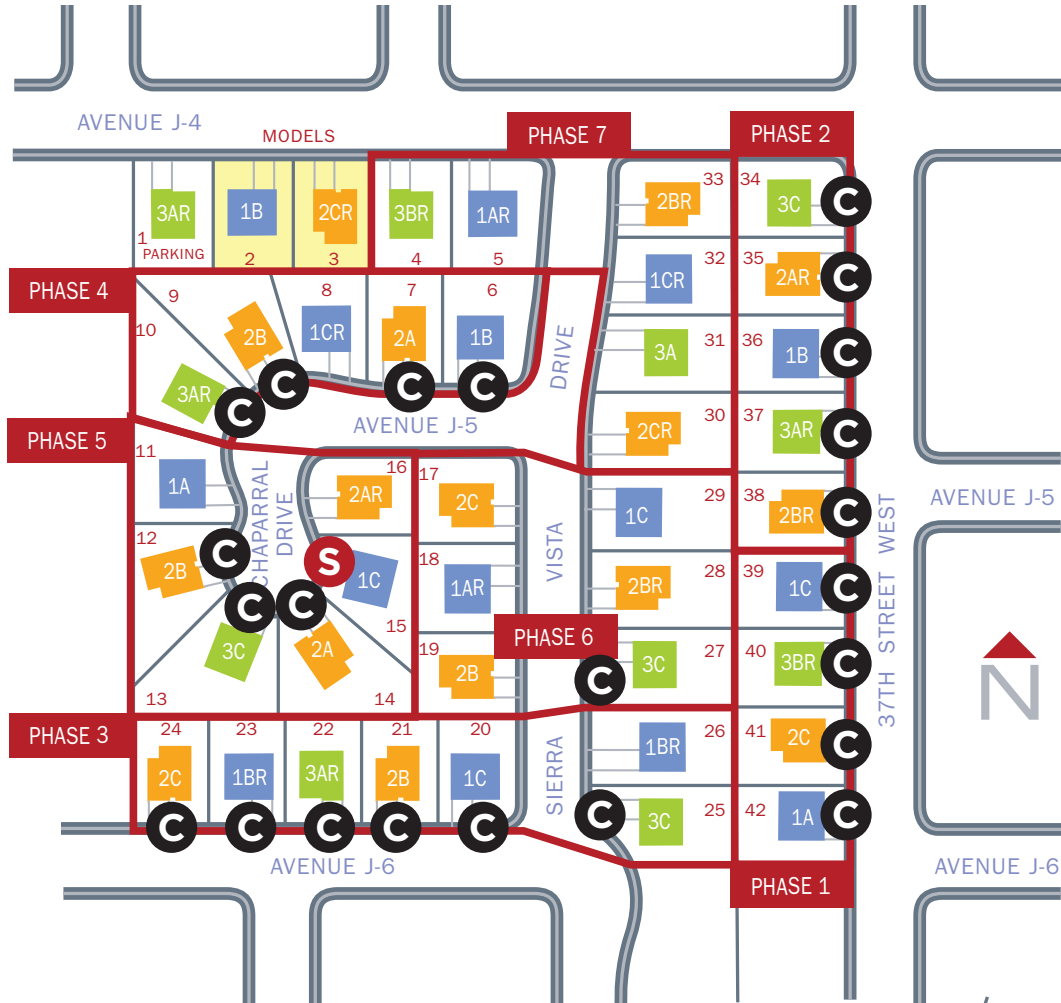 AVENUE J-4
MODELS
PHASE 7
PHASE 2
3AR
1
PARKING
1B
2
2CR
3
3BR
4
1AR
5
2BR
33
34
3C
C
1CR
32
35
2AR
C
PHASE 4
9
10
2B
C
3AR
C
8
1CR
7
2A
C
6
1B
C
DRIVE
3A
31
36
1B
C
2CR
30
37
3AR
C
AVENUE J-5
PHASE 5
11
1A
CHAPARRAL
DRIVE
16
2AR
17
2C
VISTA
29
1C
38
2BR
C
37TH STREET WEST
AVENUE J-5
12
2B
C
S
1C
15
18
1AR
28
2BR
39
1C
C
C
3C
13
C
2A
14
19
2B
PHASE 6
C
3C
27
40
3BR
C
N
PHASE 3
24
2C
C
23
1BR
C
22
3AR
C
21
2B
C
20
1C
C
SIERRA
1BR
26
41
2C
C
C
3C
25
42
1A
C
AVENUE J-6
PHASE 1
AVENUE J-6